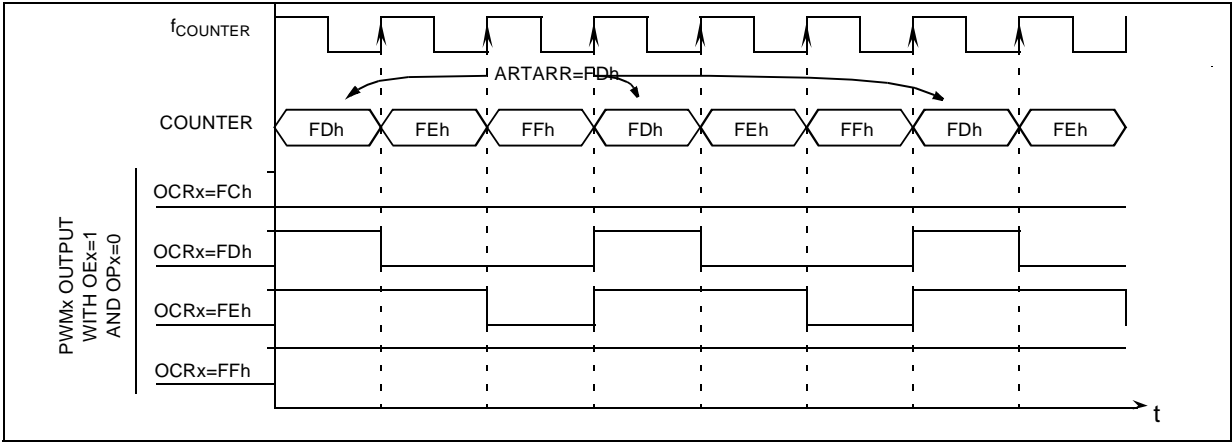 fCOUNTER
ARTARR=FDh
COUNTER
FDh FEh FFh FDh FEh FFh FDh FEh
OCRx=FCh
OCRx=FDh
OCRx=FEh
OCRx=FFh
PWMx OUTPUT
WITH OEx=1
AND OPx=0
t